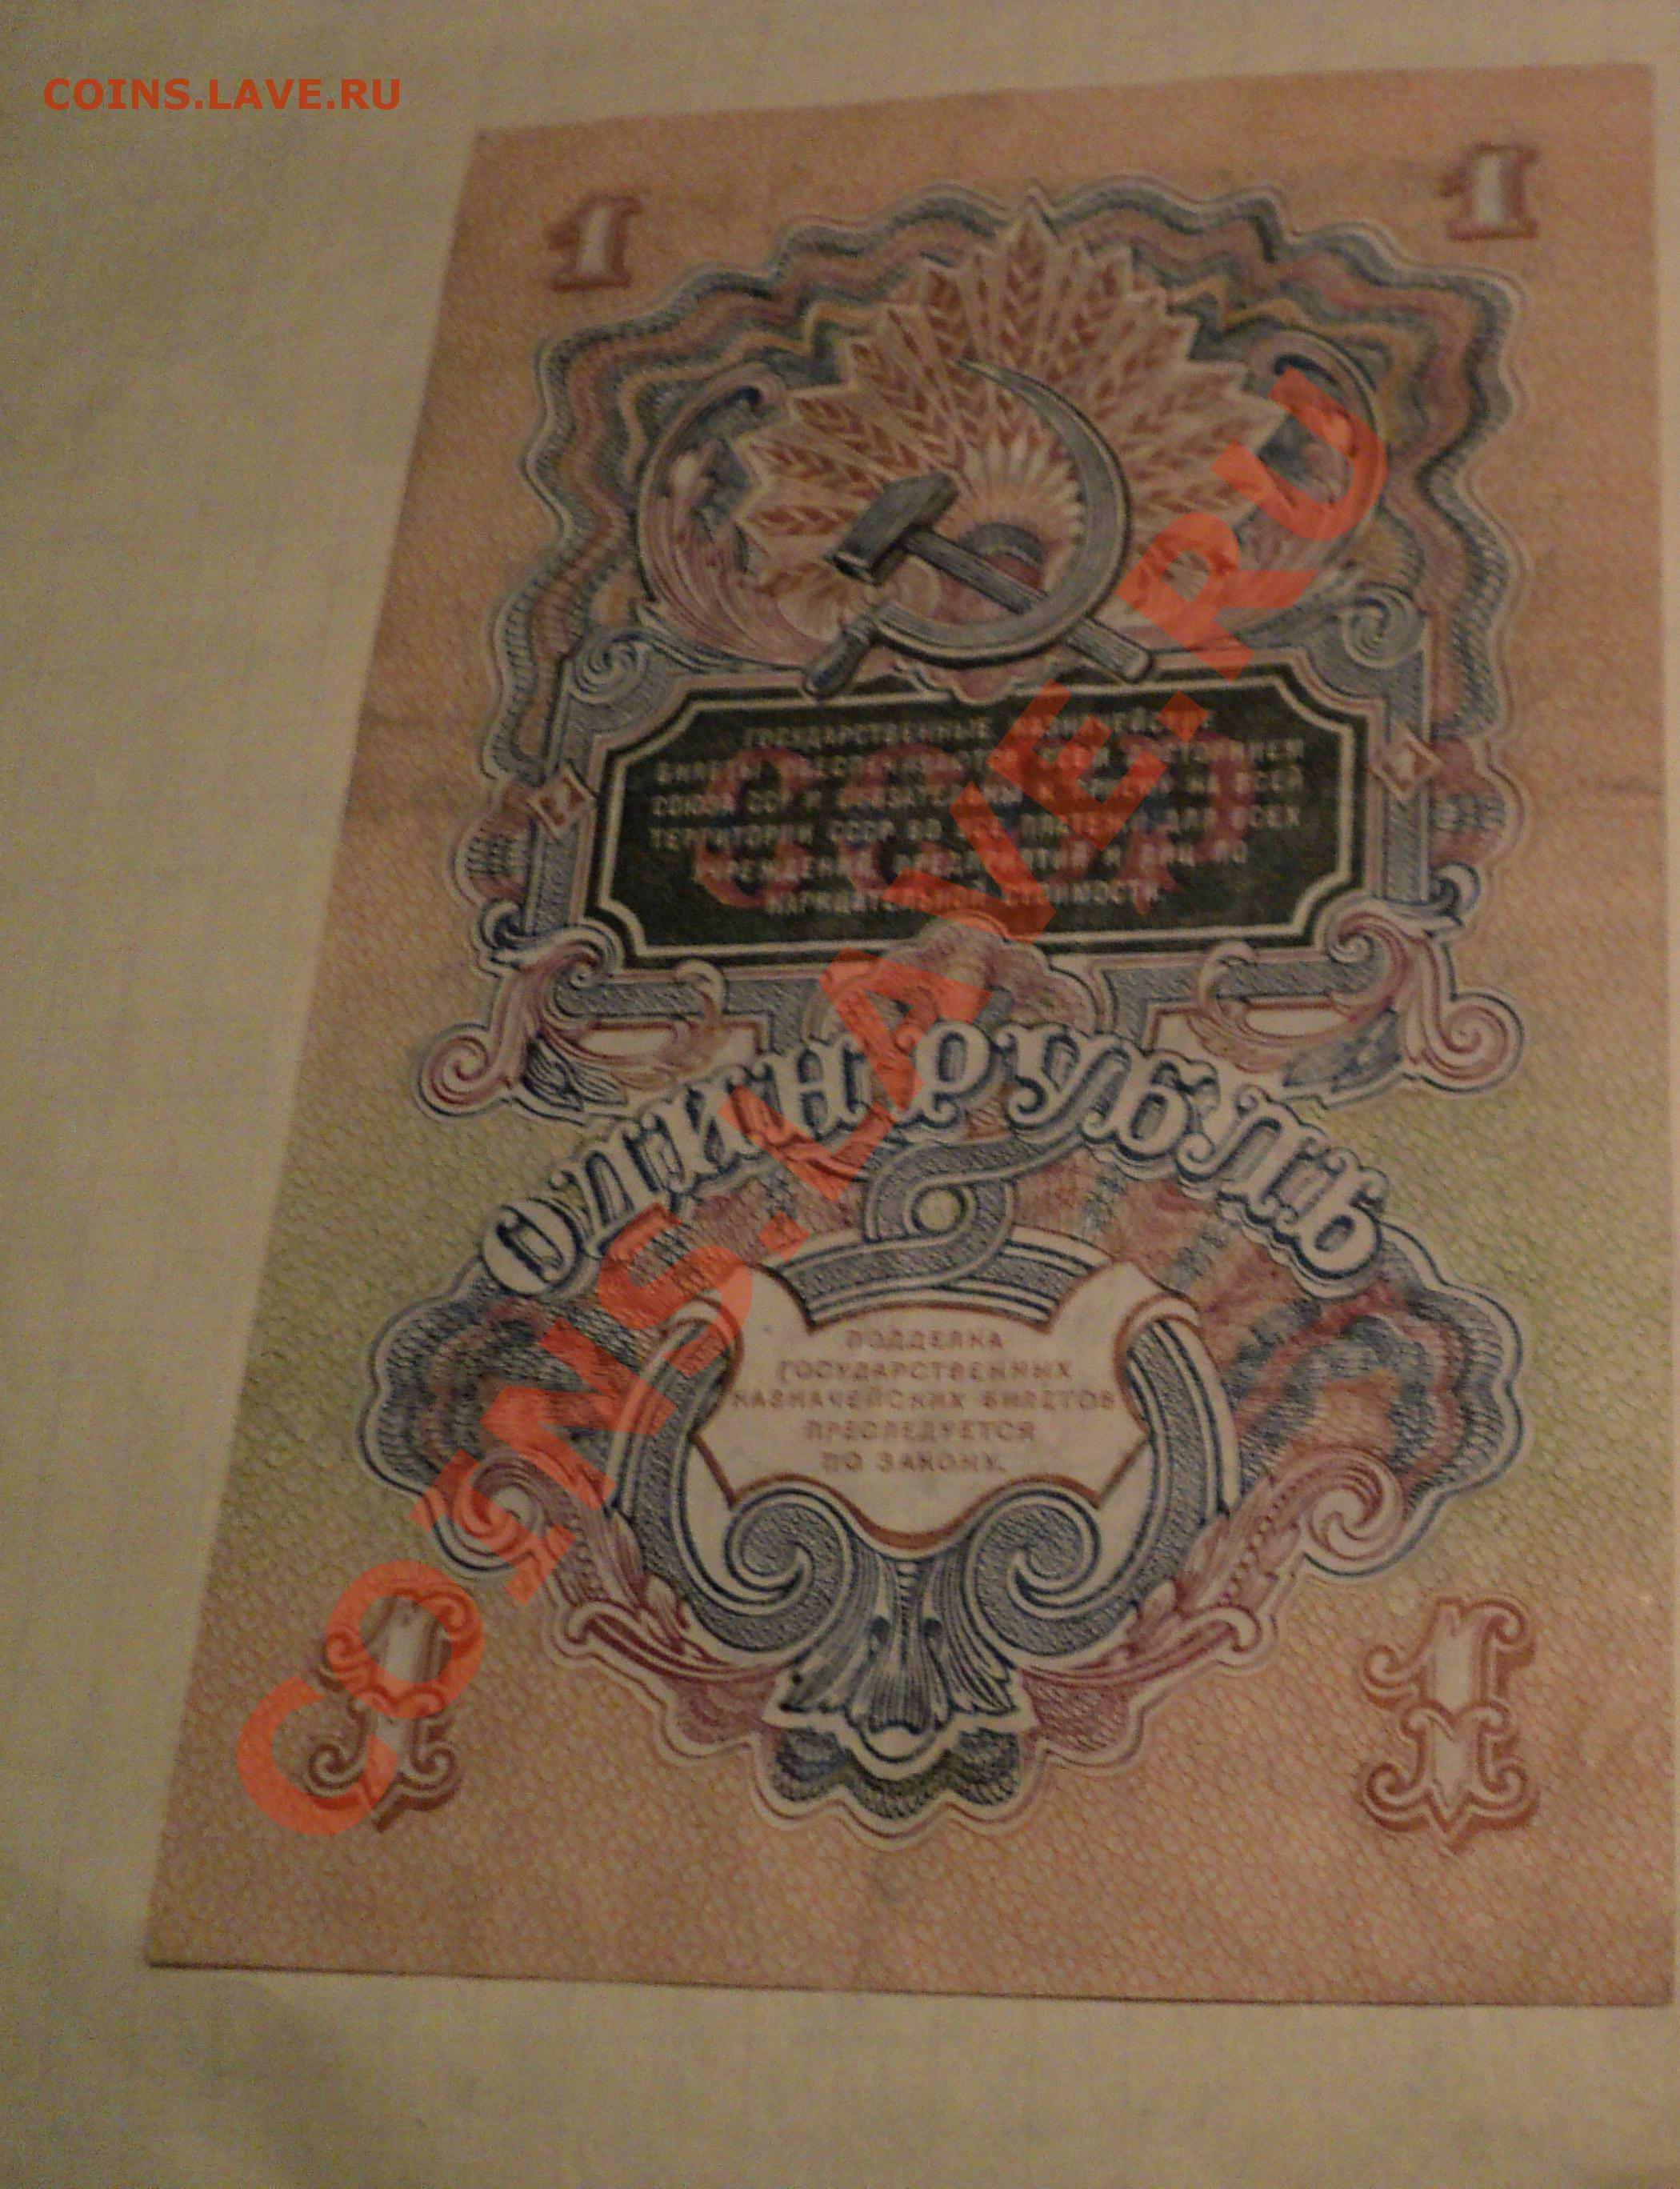 COINS.LAVE.RU
1 1
ГОСУДАРСТВЕННЫЕ КАЗНАЧЕЙСКИЕ
БИЛЕТЫ ОБЕСПЕЧИВАЮТСЯ ВСЕМ ДОСТОЯНИЕМ
СОЮЗА ССР И ОБЯЗАТЕЛЬНЫ К ПРИЕМУ НА ВСЕЙ
ТЕРРИТОРИИ СССР ВО ВСЕ ПЛАТЕЖИ ДЛЯ ВСЕХ
УЧРЕЖДЕНИЙ, ПРЕДПРИЯТИЙ И ЛИЦ ПО
НАРИЦАТЕЛЬНОЙ СТОИМОСТИ.
СССР
ОДИН РУБЛЬ
ПОДДЕЛКА
ГОСУДАРСТВЕННЫХ
КАЗНАЧЕЙСКИХ БИЛЕТОВ
ПРЕСЛЕДУЕТСЯ
ПО ЗАКОНУ.
1 1
COINS.LAVE.RU